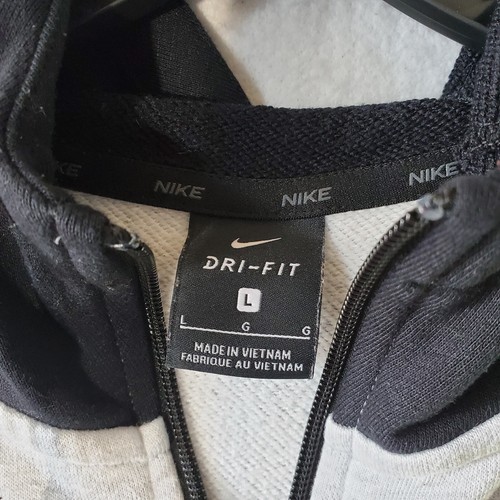 NIKE NIKE NIKE
DRI-FIT
L
L G G
MADE IN VIETNAM
FABRIQUE AU VIETNAM